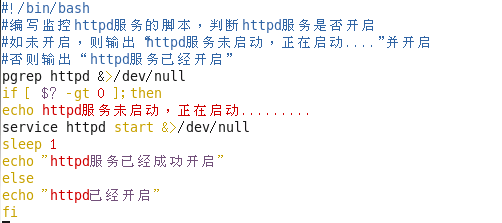 #!/bin/bash
#编写监控httpd服务的脚本，判断httpd服务是否开启
#如未开启，则输出“httpd服务未启动，正在启动....”并开启
#否则输出“httpd服务已经开启”
pgrep httpd &>/dev/null
if [ $? -gt 0 ];then
echo httpd服务未启动，正在启动.........
service httpd start &>/dev/null
sleep 1
echo "httpd服务已经成功开启"
else
echo "httpd已经开启"
fi